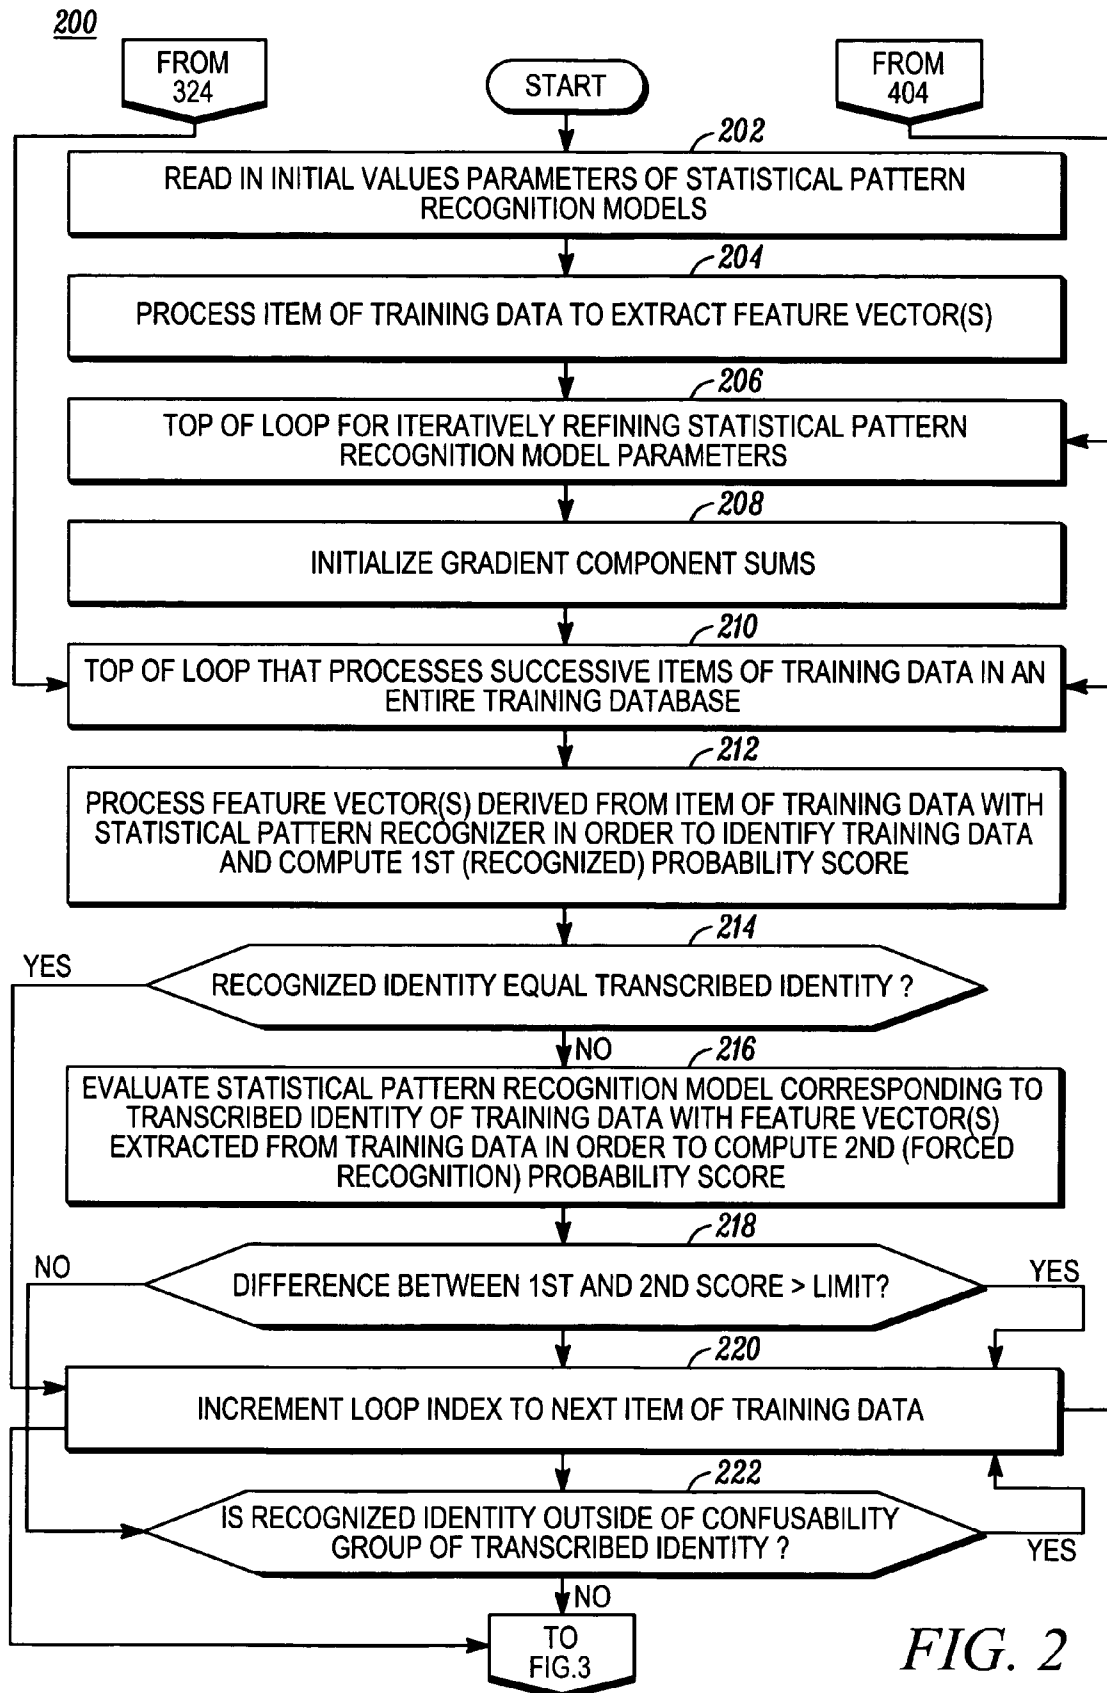 200
FROM
324
START
FROM
404
202
READ IN INITIAL VALUES PARAMETERS OF STATISTICAL PATTERN
RECOGNITION MODELS
204
PROCESS ITEM OF TRAINING DATA TO EXTRACT FEATURE VECTOR(S)
206
TOP OF LOOP FOR ITERATIVELY REFINING STATISTICAL PATTERN
RECOGNITION MODEL PARAMETERS
208
INITIALIZE GRADIENT COMPONENT SUMS
210
TOP OF LOOP THAT PROCESSES SUCCESSIVE ITEMS OF TRAINING DATA IN AN
ENTIRE TRAINING DATABASE
212
PROCESS FEATURE VECTOR(S) DERIVED FROM ITEM OF TRAINING DATA WITH
STATISTICAL PATTERN RECOGNIZER IN ORDER TO IDENTIFY TRAINING DATA
AND COMPUTE 1ST (RECOGNIZED) PROBABILITY SCORE
214
YES
RECOGNIZED IDENTITY EQUAL TRANSCRIBED IDENTITY ?
NO
216
EVALUATE STATISTICAL PATTERN RECOGNITION MODEL CORRESPONDING TO
TRANSCRIBED IDENTITY OF TRAINING DATA WITH FEATURE VECTOR(S)
EXTRACTED FROM TRAINING DATA IN ORDER TO COMPUTE 2ND (FORCED
RECOGNITION) PROBABILITY SCORE
218
NO
DIFFERENCE BETWEEN 1ST AND 2ND SCORE > LIMIT?
YES
220
INCREMENT LOOP INDEX TO NEXT ITEM OF TRAINING DATA
222
IS RECOGNIZED IDENTITY OUTSIDE OF CONFUSABILITY
GROUP OF TRANSCRIBED IDENTITY ?
YES
NO
TO
FIG.3
FIG. 2